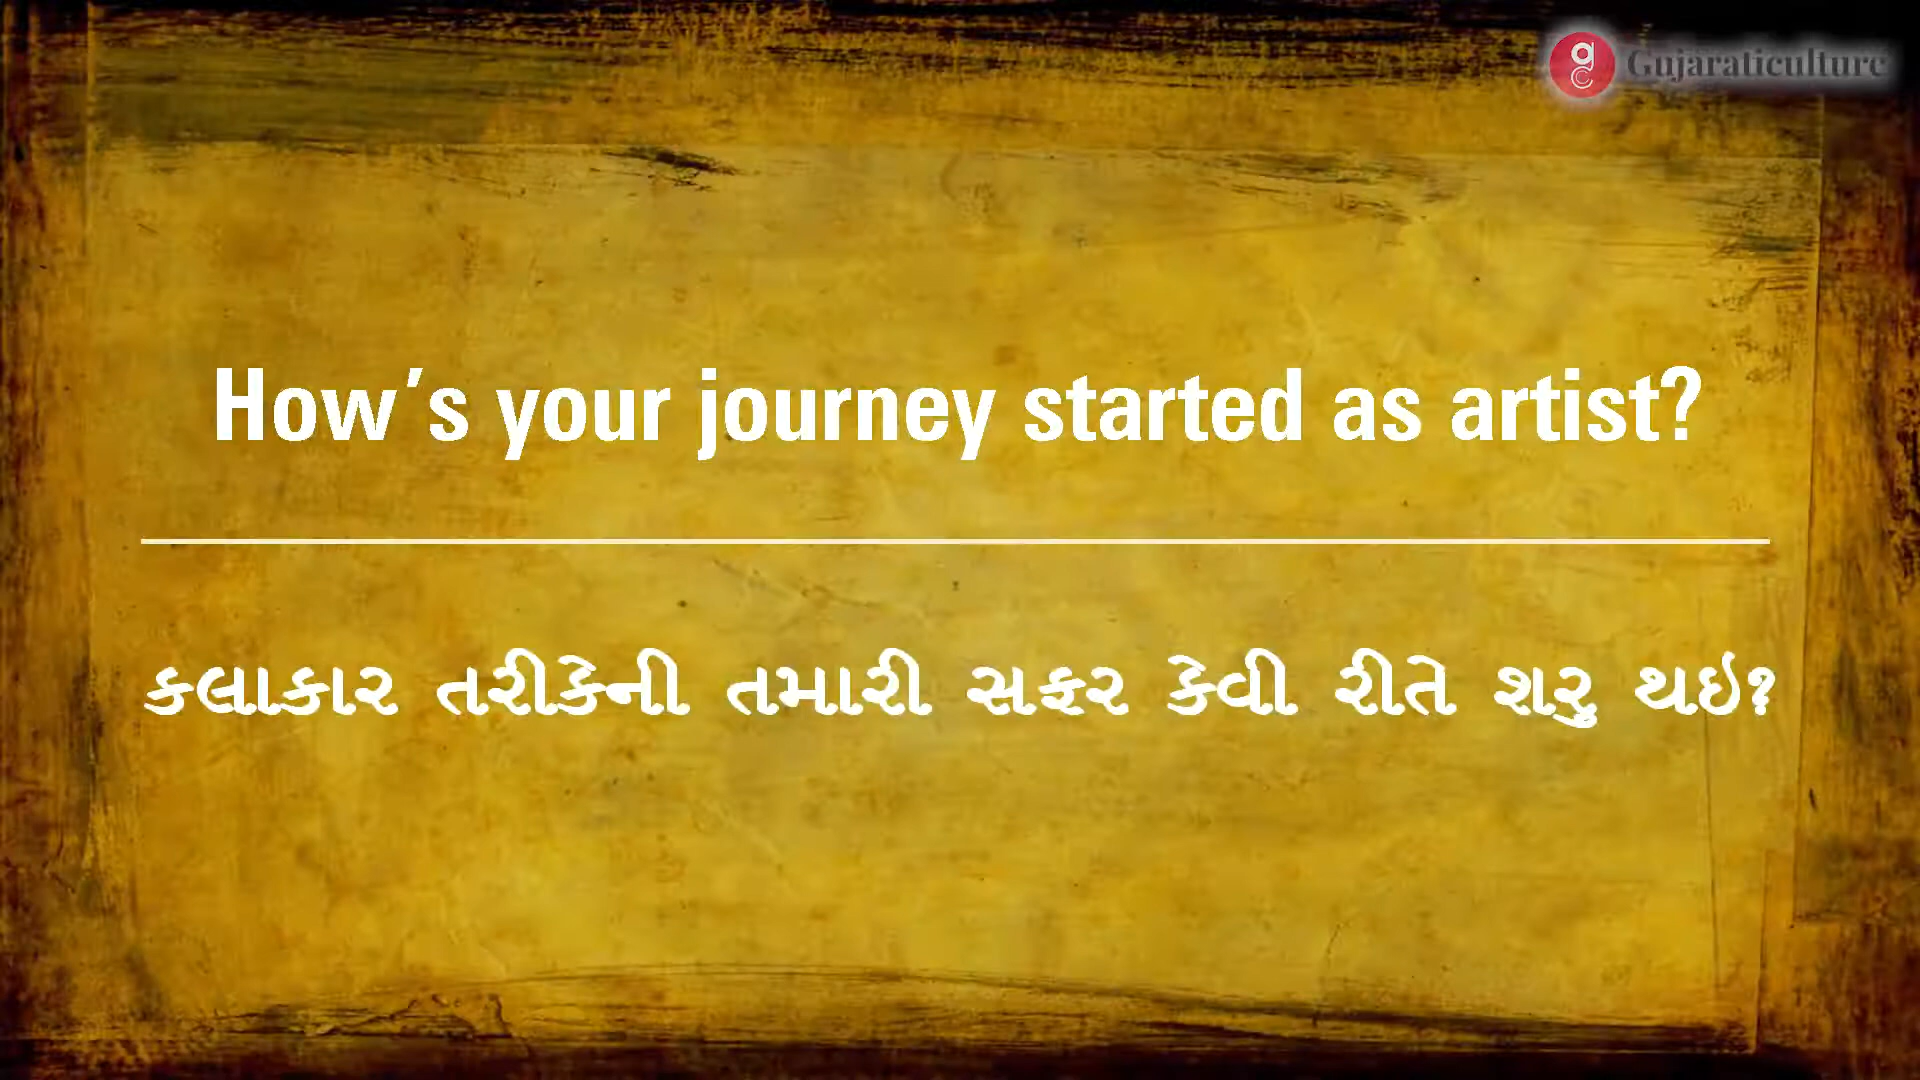 Gujaraticulture
How's your journey started as artist?
કલાકાર તરીકેની તમારી સફર કેવી રીતે શરુ થઇ?